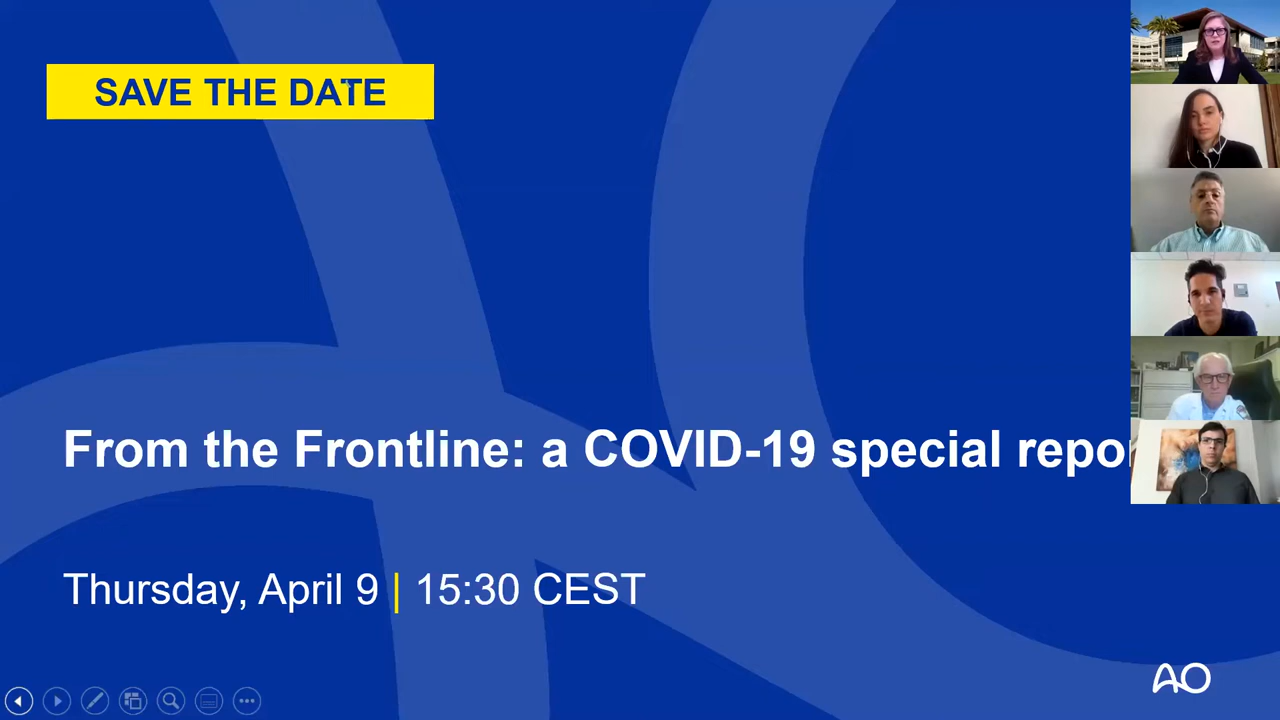 SAVE THE DATE
From the Frontline: a COVID-19 special repo
Thursday, April 9 | 15:30 CEST
AO